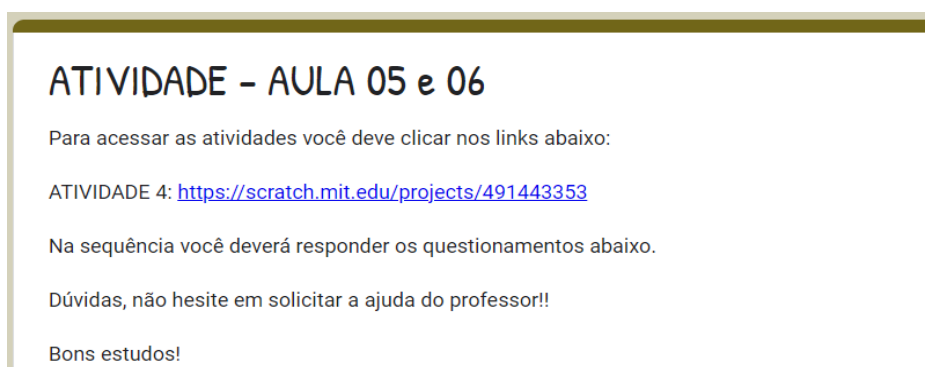 ATIVIDADE - AULA 05 e 06
Para acessar as atividades você deve clicar nos links abaixo:
ATIVIDADE 4: https://scratch.mit.edu/projects/491443353
Na sequência você deverá responder os questionamentos abaixo.
Dúvidas, não hesite em solicitar a ajuda do professor!!
Bons estudos!